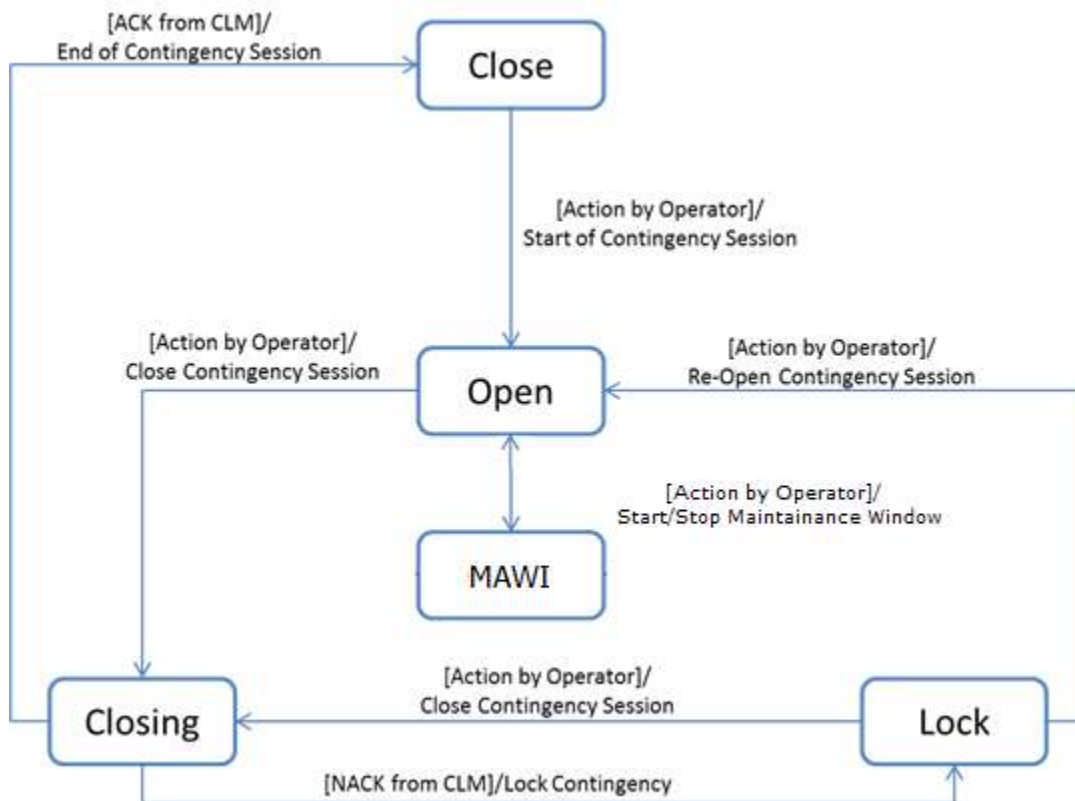 [ACK from CLM]/
End of Contingency Session
Close
[Action by Operator]/
Start of Contingency Session
[Action by Operator]/
Close Contingency Session
Open
[Action by Operator]/
Re-Open Contingency Session
[Action by Operator]/
Start/Stop Maintainance Window
MAWI
Closing
[Action by Operator]/
Close Contingency Session
Lock
[NACK from CLM]/Lock Contingency